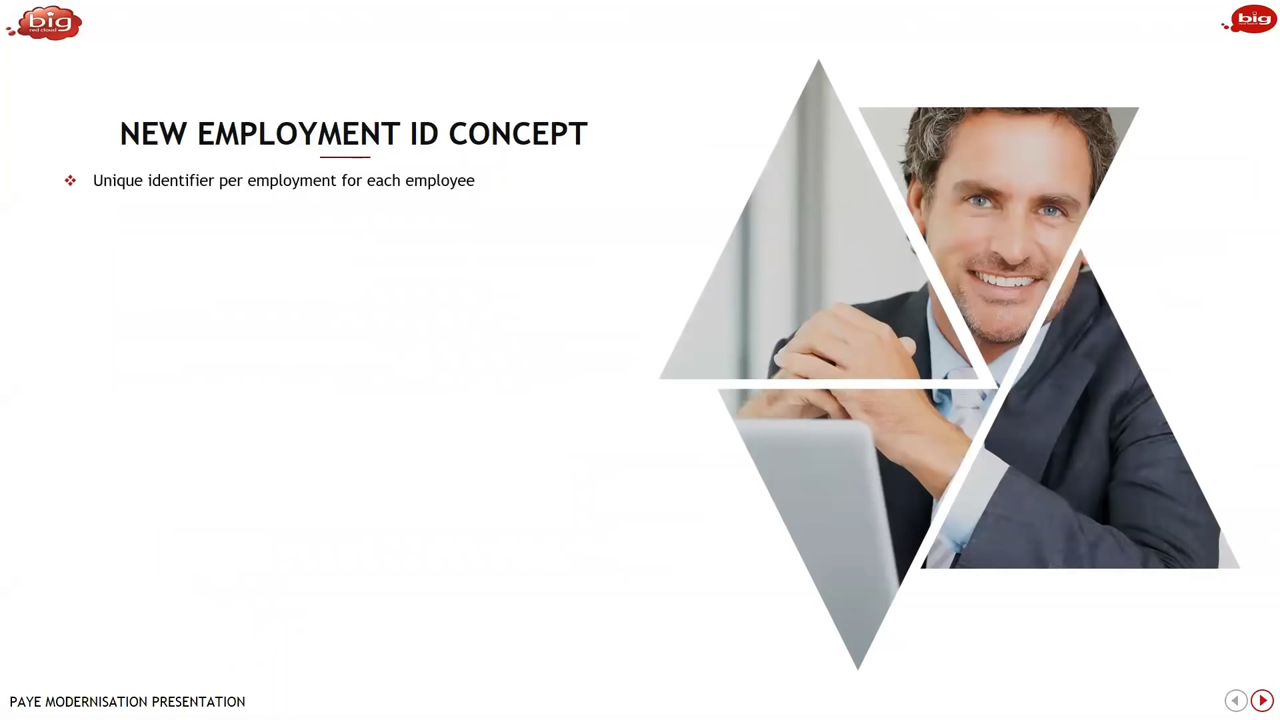 big
red cloud
big
NEW EMPLOYMENT ID CONCEPT
Unique identifier per employment for each employee
PAYE MODERNISATION PRESENTATION